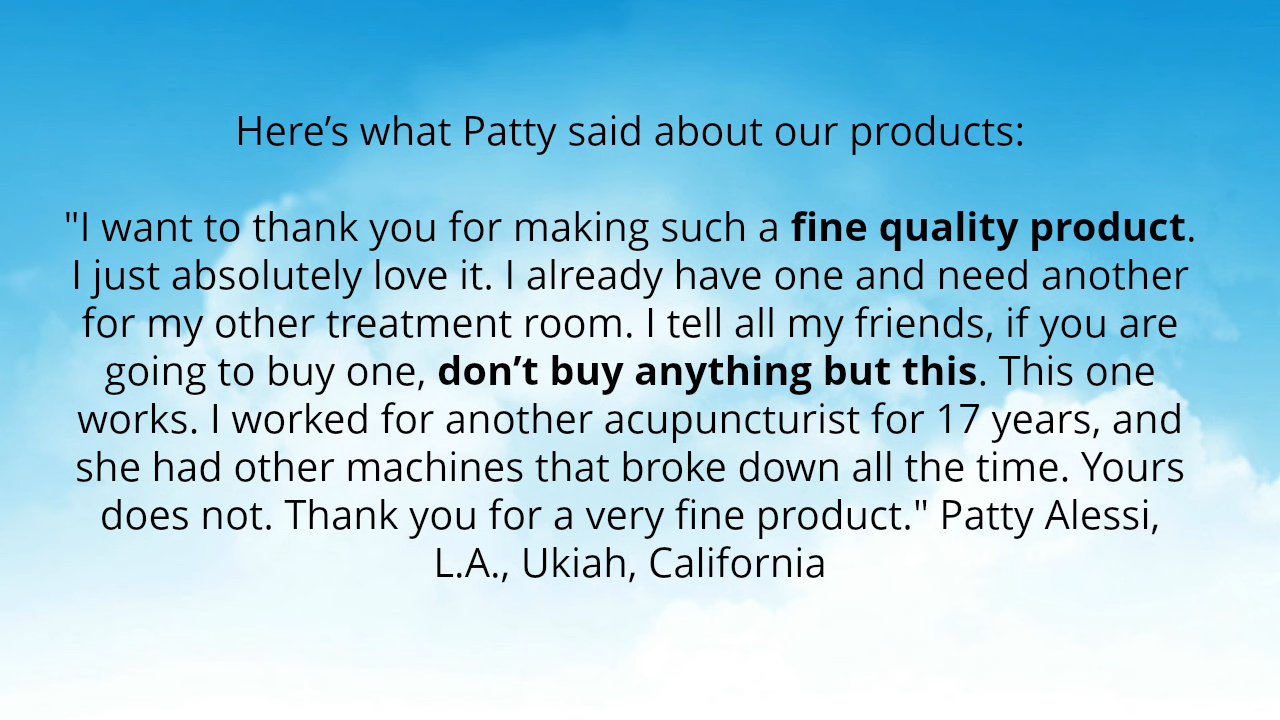 Here’s what Patty said about our products:
"I want to thank you for making such a fine quality product.
I just absolutely love it. I already have one and need another
for my other treatment room. I tell all my friends, if you are
going to buy one, don’t buy anything but this. This one
works. I worked for another acupuncturist for 17 years, and
she had other machines that broke down all the time. Yours
does not. Thank you for a very fine product." Patty Alessi,
L.A., Ukiah, California